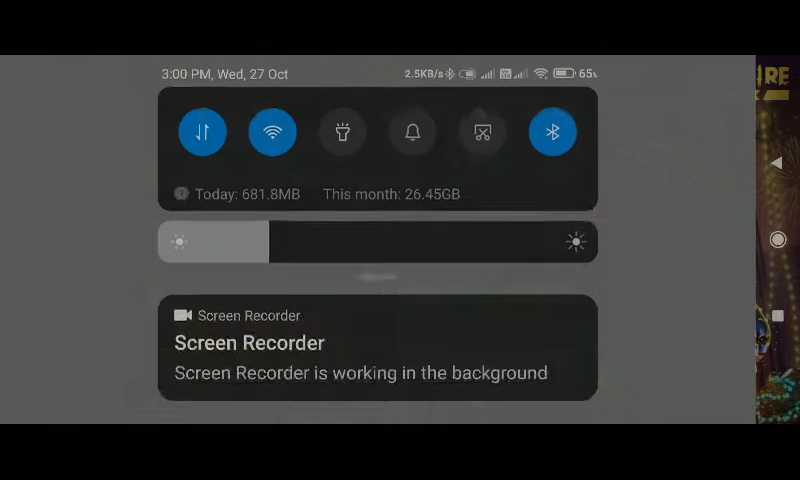 3:00 PM, Wed, 27 Oct
2.5KB/s
65%
Today: 681.8MB
This month: 26.45GB
Screen Recorder
Screen Recorder
Screen Recorder is working in the background